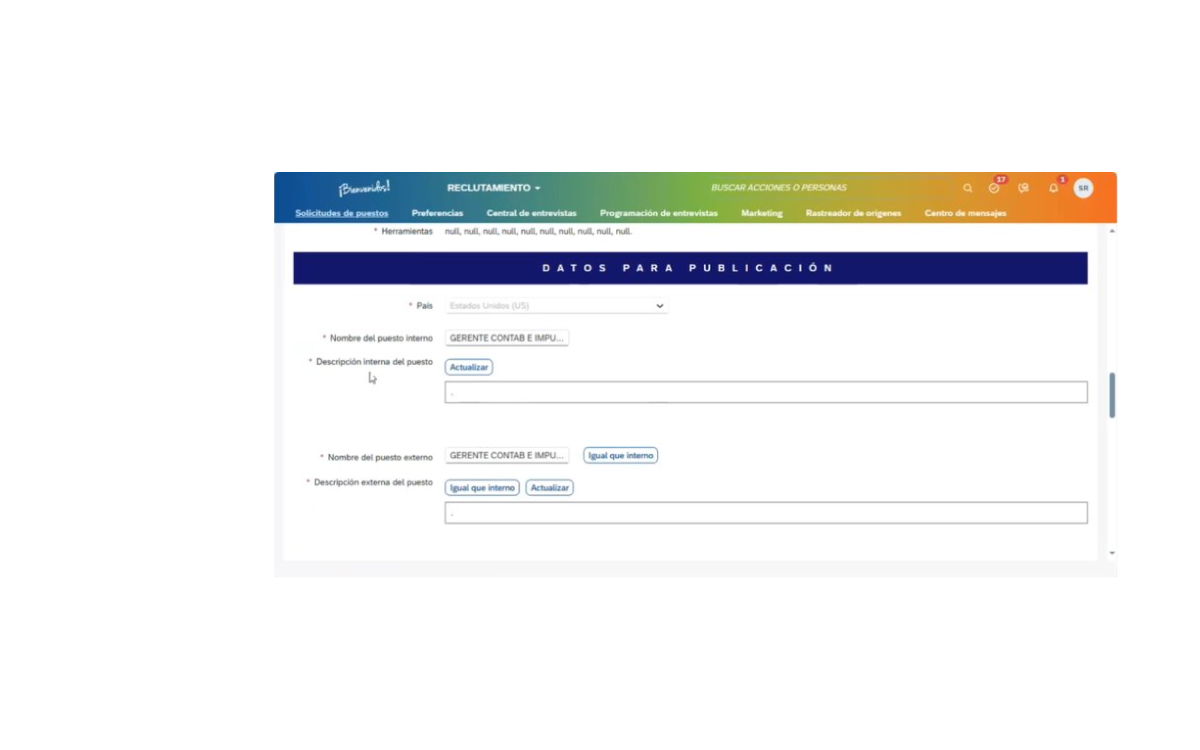 ¡Bienvenidos! RECLUTAMIENTO BUSCAR ACCIONES O PERSONAS 17 1 SR
Solicitudes de puestos Preferencias Central de entrevistas Programación de entrevistas Marketing Rastreador de orígenes Centro de mensajes
* Herramientas null, null, null, null, null, null, null, null, null, null.
DATOS PARA PUBLICACIÓN
* País Estados Unidos (US)
* Nombre del puesto interno GERENTE CONTAB E IMPU...
* Descripción interna del puesto Actualizar
.
* Nombre del puesto externo GERENTE CONTAB E IMPU... Igual que interno
* Descripción externa del puesto Igual que interno Actualizar
.